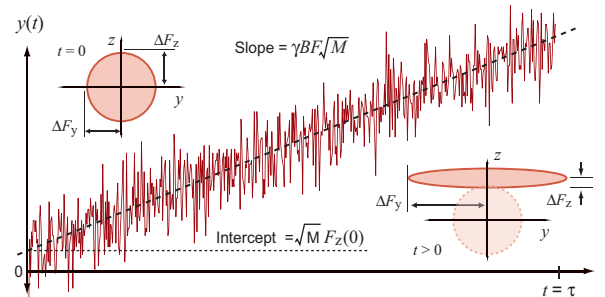 y(t)
t = 0
z
ΔF_z
y
ΔF_y
Slope = γBF√M
z
ΔF_y
ΔF_z
y
t > 0
Intercept = √M F_z(0)
0
t = τ